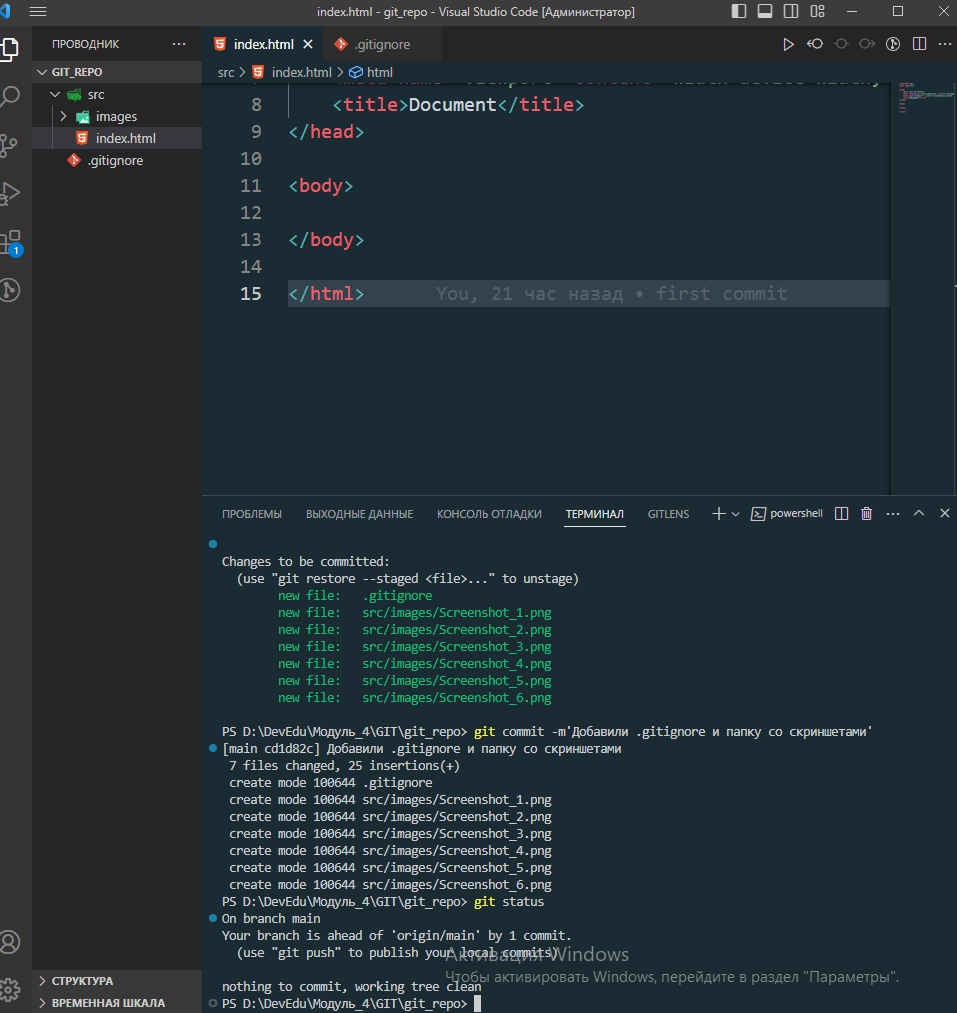 index.html - git_repo - Visual Studio Code [Администратор]
ПРОВОДНИК
GIT_REPO
src
images
index.html
.gitignore
1
СТРУКТУРА
ВРЕМЕННАЯ ШКАЛА
index.html
.gitignore
src > index.html > html
8 <title>Document</title>
9 </head>
10
11 <body>
12
13 </body>
14
15 </html> You, 21 час назад • first commit
ПРОБЛЕМЫ ВЫХОДНЫЕ ДАННЫЕ КОНСОЛЬ ОТЛАДКИ ТЕРМИНАЛ GITLENS powershell
Changes to be committed:
(use "git restore --staged <file>..." to unstage)
new file: .gitignore
new file: src/images/Screenshot_1.png
new file: src/images/Screenshot_2.png
new file: src/images/Screenshot_3.png
new file: src/images/Screenshot_4.png
new file: src/images/Screenshot_5.png
new file: src/images/Screenshot_6.png
PS D:\DevEdu\Модуль_4\GIT\git_repo> git commit -m'Добавили .gitignore и папку со скриншетами'
[main cd1d82c] Добавили .gitignore и папку со скриншетами
7 files changed, 25 insertions(+)
create mode 100644 .gitignore
create mode 100644 src/images/Screenshot_1.png
create mode 100644 src/images/Screenshot_2.png
create mode 100644 src/images/Screenshot_3.png
create mode 100644 src/images/Screenshot_4.png
create mode 100644 src/images/Screenshot_5.png
create mode 100644 src/images/Screenshot_6.png
PS D:\DevEdu\Модуль_4\GIT\git_repo> git status
On branch main
Your branch is ahead of 'origin/main' by 1 commit.
(use "git push" to publish your local commits)
Активация Windows
Чтобы активировать Windows, перейдите в раздел "Параметры".
nothing to commit, working tree clean
PS D:\DevEdu\Модуль_4\GIT\git_repo>